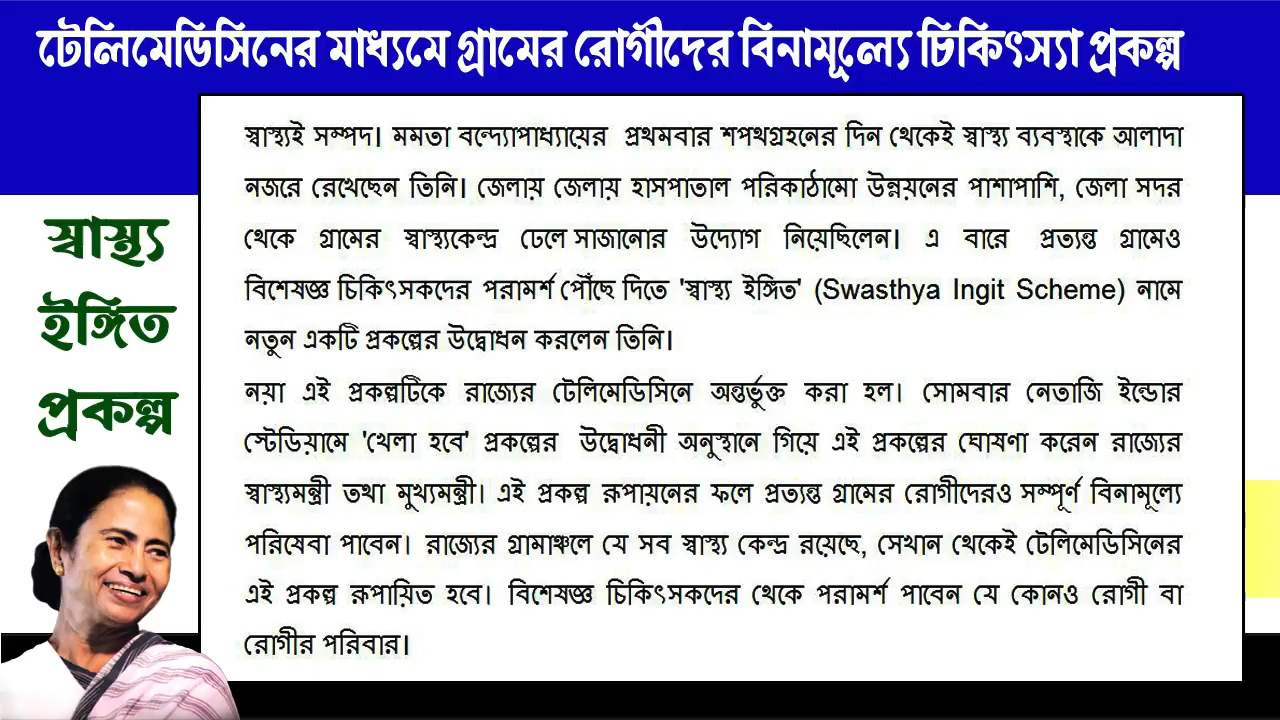 টেলিমেডিসিনের মাধ্যমে গ্রামের রোগীদের বিনামূল্যে চিকিৎস্যা প্রকল্প
স্বাস্থ্য
ইঙ্গিত
প্রকল্প
স্বাস্থ্যই সম্পদ। মমতা বন্দ্যোপাধ্যায়ের প্রথমবার শপথগ্রহনের দিন থেকেই স্বাস্থ্য ব্যবস্থাকে আলাদা
নজরে রেখেছেন তিনি। জেলায় জেলায় হাসপাতাল পরিকাঠামো উন্নয়নের পাশাপাশি, জেলা সদর
থেকে গ্রামের স্বাস্থ্যকেন্দ্র ঢেলে সাজানোর উদ্যোগ নিয়েছিলেন। এ বারে প্রত্যন্ত গ্রামেও
বিশেষজ্ঞ চিকিৎসকদের পরামর্শ পৌঁছে দিতে 'স্বাস্থ্য ইঙ্গিত' (Swasthya Ingit Scheme) নামে
নতুন একটি প্রকল্পের উদ্বোধন করলেন তিনি।
নয়া এই প্রকল্পটিকে রাজ্যের টেলিমেডিসিনে অন্তর্ভুক্ত করা হল। সোমবার নেতাজি ইন্ডোর
স্টেডিয়ামে 'খেলা হবে' প্রকল্পের উদ্বোধনী অনুস্থানে গিয়ে এই প্রকল্পের ঘোষণা করেন রাজ্যের
স্বাস্থ্যমন্ত্রী তথা মুখ্যমন্ত্রী। এই প্রকল্প রূপায়নের ফলে প্রত্যন্ত গ্রামের রোগীদেরও সম্পূর্ণ বিনামূল্যে
পরিষেবা পাবেন। রাজ্যের গ্রামাঞ্চলে যে সব স্বাস্থ্য কেন্দ্র রয়েছে, সেখান থেকেই টেলিমেডিসিনের
এই প্রকল্প রূপায়িত হবে। বিশেষজ্ঞ চিকিৎসকদের থেকে পরামর্শ পাবেন যে কোনও রোগী বা
রোগীর পরিবার।